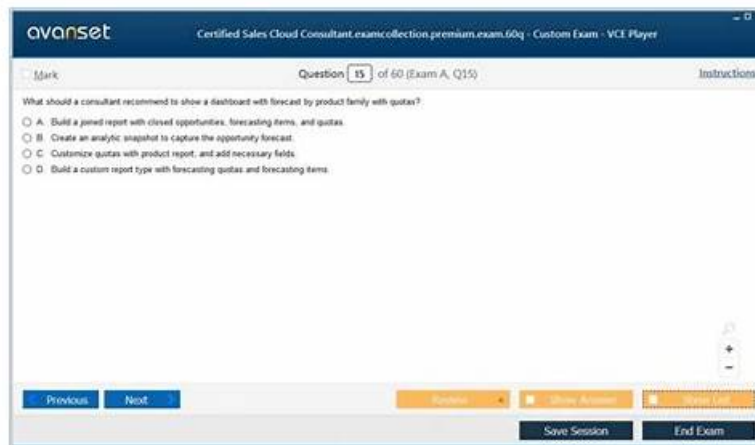 avanset
Certified Sales Cloud Consultant.examcollection.premium.exam.60q - Custom Exam - VCE Player
Mark
Question 15 of 60 (Exam A, Q15)
Instructions
What should a consultant recommend to show a dashboard with forecast by product family with quotas?
A. Build a joined report with closed opportunities, forecasting items, and quotas.
B. Create an analytic snapshot to capture the opportunity forecast.
C. Customize quotas with product report, and add necessary fields.
D. Build a custom report type with forecasting quotas and forecasting items.
Previous
Next
Review
Show Answer
Show List
Save Session
End Exam